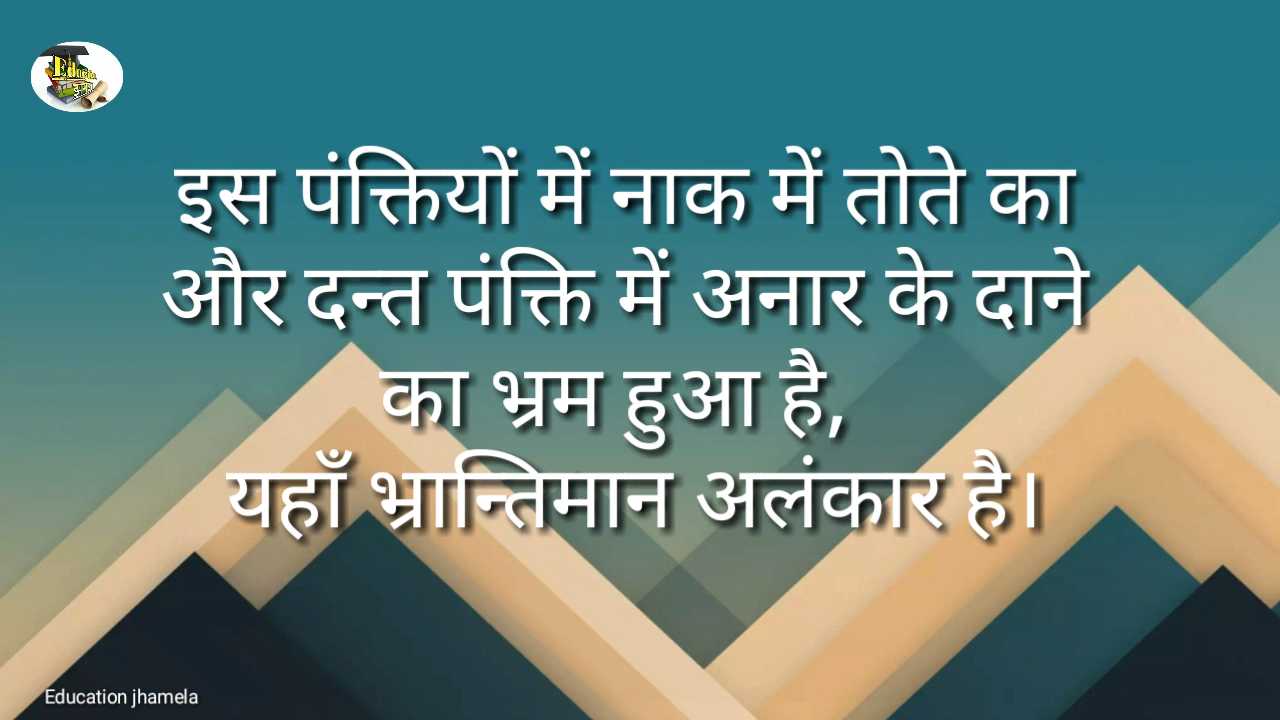 इस पंक्तियों में नाक में तोते का
और दन्त पंक्ति में अनार के दाने
का भ्रम हुआ है,
यहाँ भ्रान्तिमान अलंकार है।
Education jhamela